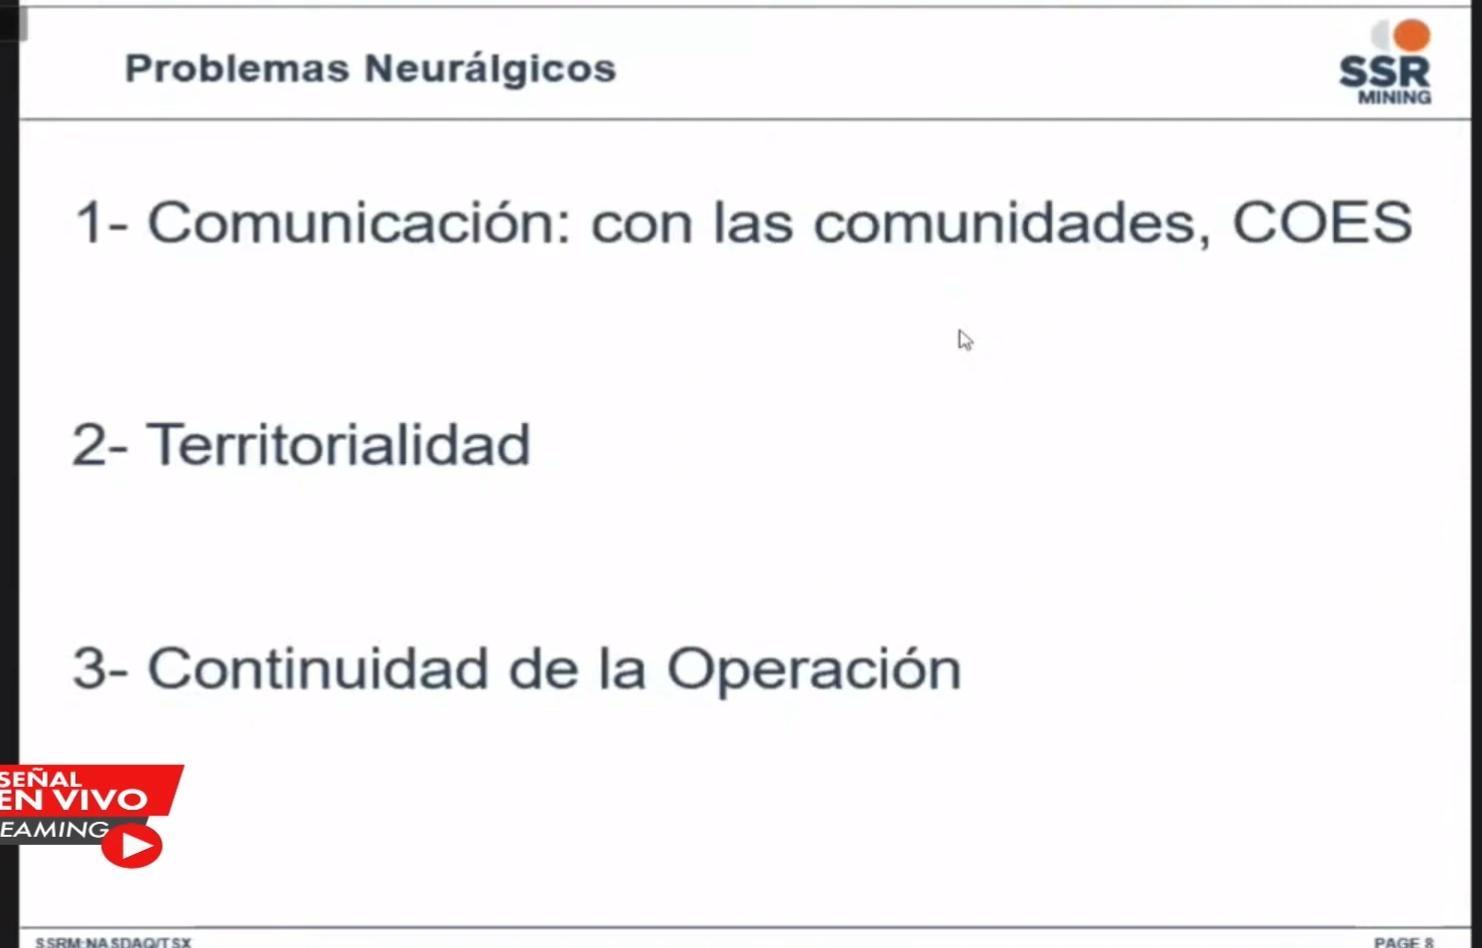 Problemas Neurálgicos
SSR
MINING
1- Comunicación: con las comunidades, COES
2- Territorialidad
3- Continuidad de la Operación
SEÑAL
EN VIVO
EAMING
SSRM:NASDAQ/TSX
PAGE 8